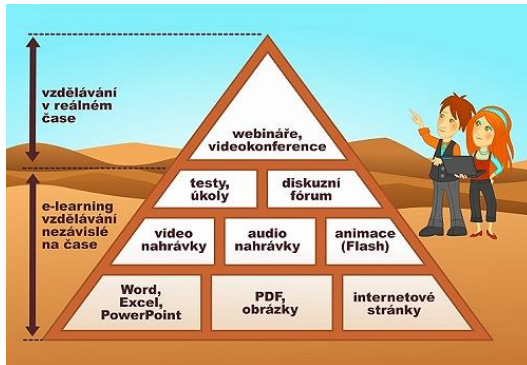 vzdělávání
v reálném
čase
webináře,
videokonference
e-learning
vzdělávání
nezávislé
na čase
testy,
úkoly
diskuzní
fórum
video
nahrávky
audio
nahrávky
animace
(Flash)
Word,
Excel,
PowerPoint
PDF,
obrázky
internetové
stránky